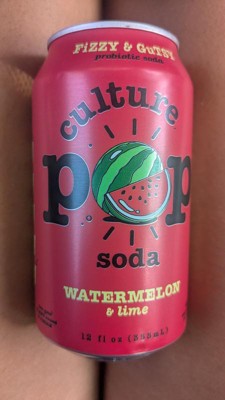 FiZZY & GuTSY
probiotic soda
culture
pop
soda
WATERMELON
& lime
12 fl oz (355mL)